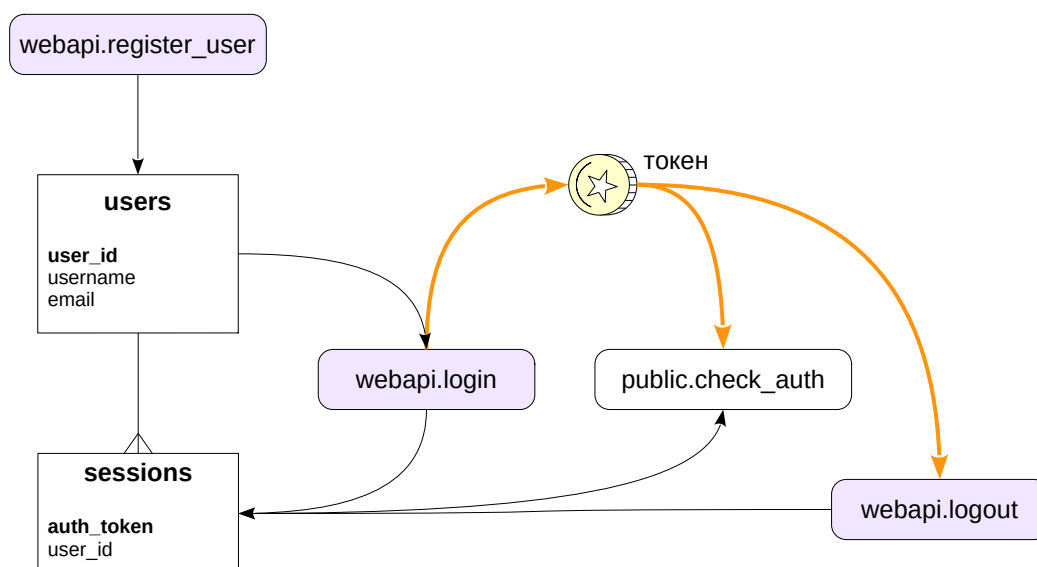 webapi.register_user
токен
users
user_id
username
email
webapi.login
public.check_auth
sessions
auth_token
user_id
webapi.logout